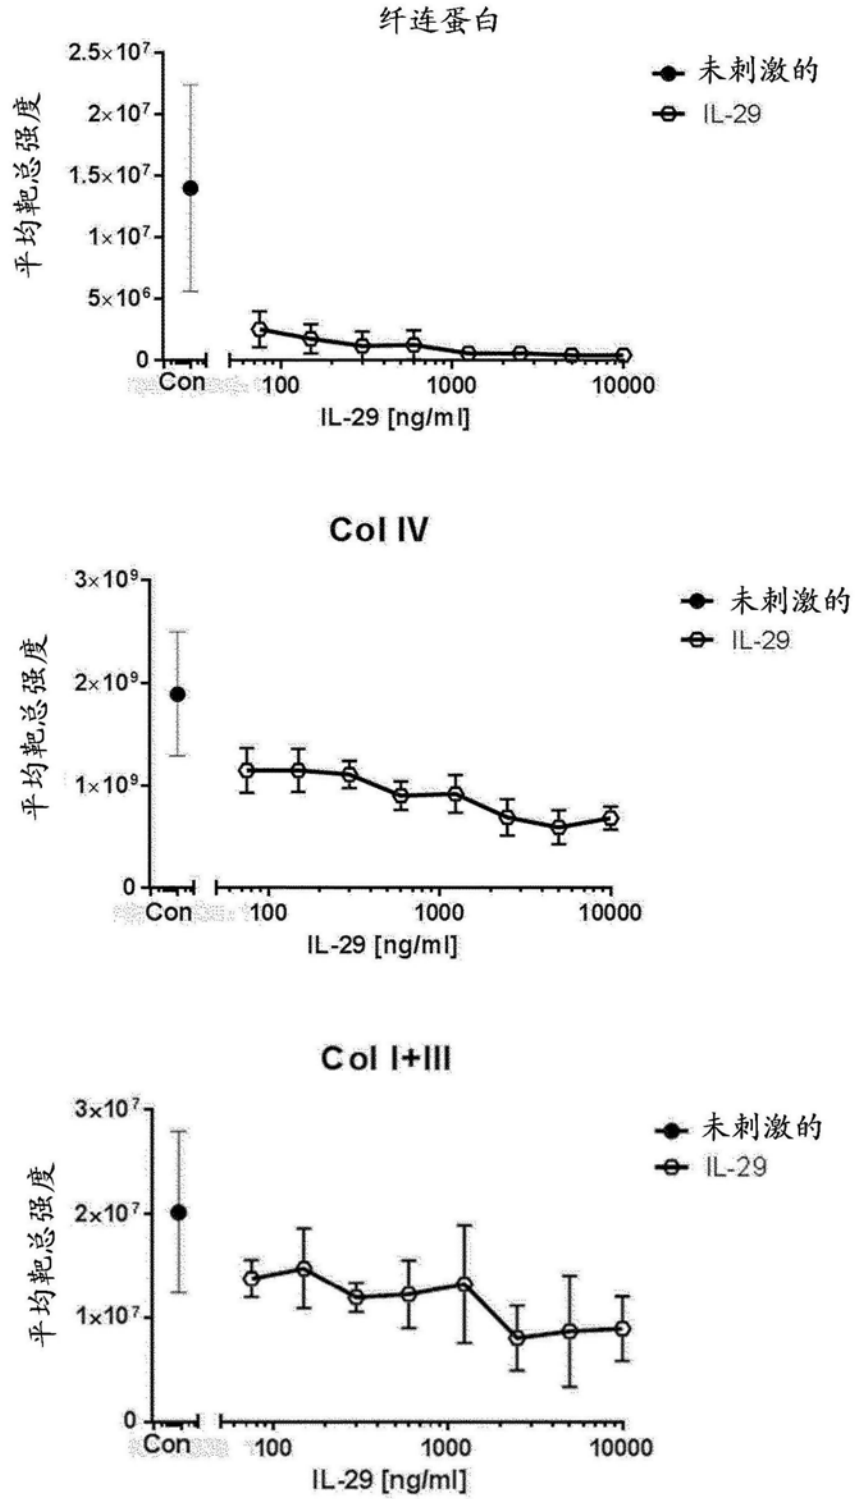 纤连蛋白
2.5×10⁷
2×10⁷
1.5×10⁷
1×10⁷
5×10⁶
0
平均靶总强度
未刺激的
IL-29
Con
100
1000
10000
IL-29 [ng/ml]
Col IV
3×10⁹
2×10⁹
1×10⁹
0
平均靶总强度
未刺激的
IL-29
Con
100
1000
10000
IL-29 [ng/ml]
Col I+III
3×10⁷
2×10⁷
1×10⁷
0
平均靶总强度
未刺激的
IL-29
Con
100
1000
10000
IL-29 [ng/ml]